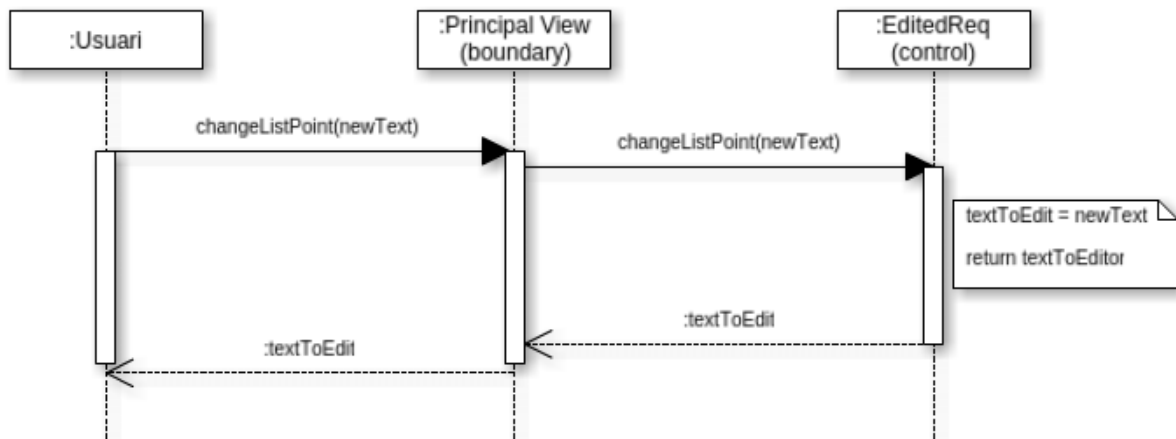 :Usuari
:Principal View
(boundary)
:EditedReq
(control)
changeListPoint(newText)
changeListPoint(newText)
textToEdit = newText
return textToEditor
:textToEdit
:textToEdit